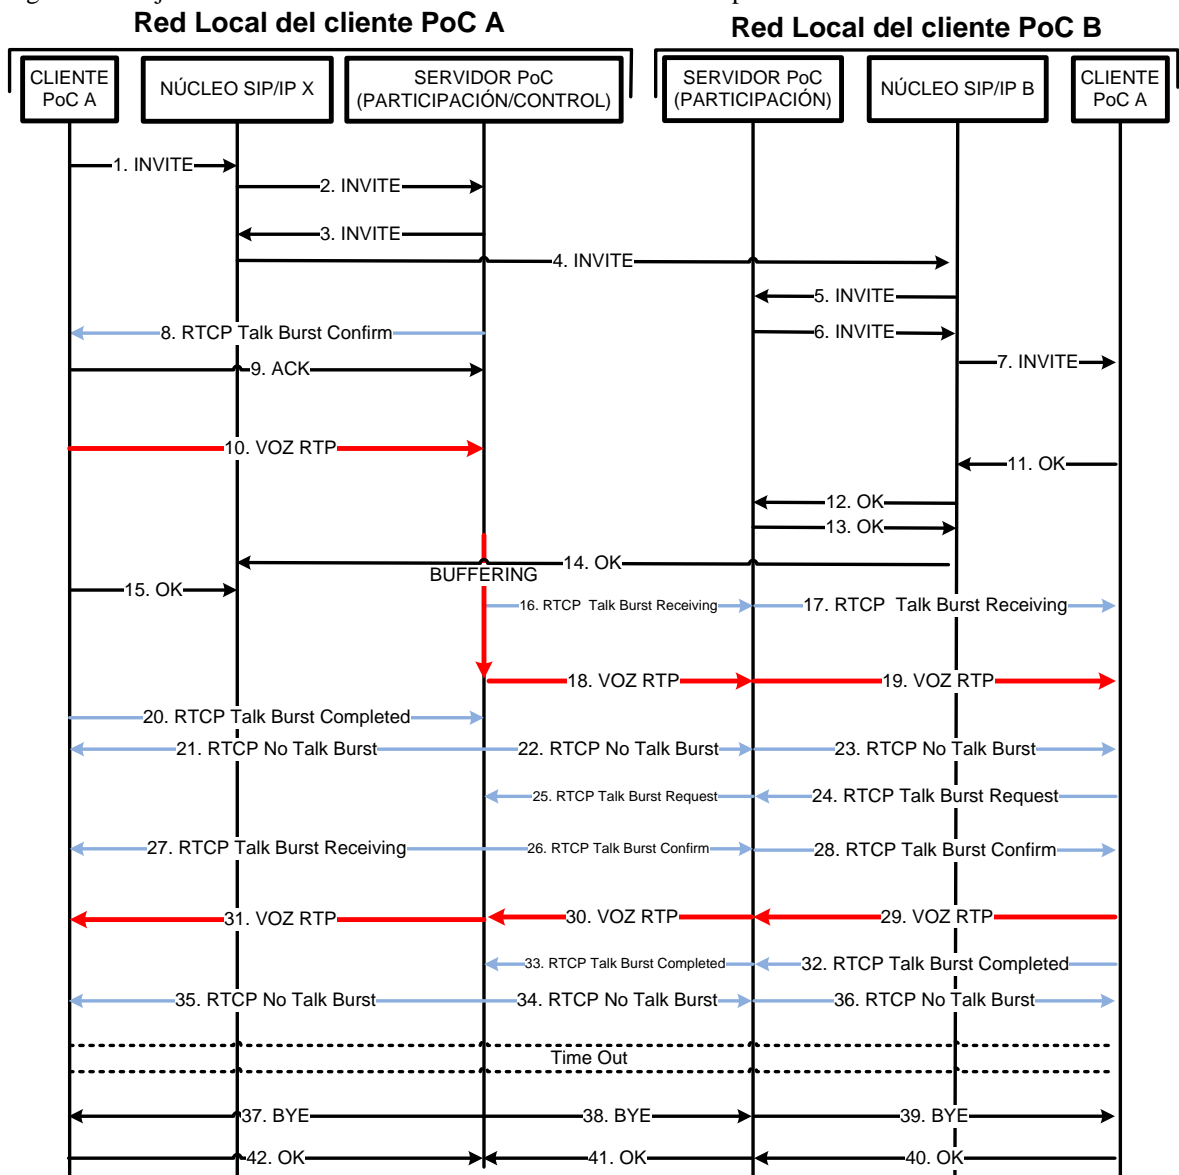 Red Local del cliente PoC A
Red Local del cliente PoC B
CLIENTE
PoC A
NÚCLEO SIP/IP X
SERVIDOR PoC
(PARTICIPACIÓN/CONTROL)
SERVIDOR PoC
(PARTICIPACIÓN)
NÚCLEO SIP/IP B
CLIENTE
PoC A
1. INVITE
2. INVITE
3. INVITE
4. INVITE
5. INVITE
8. RTCP Talk Burst Confirm
6. INVITE
7. INVITE
9. ACK
10. VOZ RTP
11. OK
12. OK
13. OK
14. OK
BUFFERING
15. OK
16. RTCP Talk Burst Receiving
17. RTCP Talk Burst Receiving
18. VOZ RTP
19. VOZ RTP
20. RTCP Talk Burst Completed
21. RTCP No Talk Burst
22. RTCP No Talk Burst
23. RTCP No Talk Burst
25. RTCP Talk Burst Request
24. RTCP Talk Burst Request
27. RTCP Talk Burst Receiving
26. RTCP Talk Burst Confirm
28. RTCP Talk Burst Confirm
31. VOZ RTP
30. VOZ RTP
29. VOZ RTP
33. RTCP Talk Burst Completed
32. RTCP Talk Burst Completed
35. RTCP No Talk Burst
34. RTCP No Talk Burst
36. RTCP No Talk Burst
Time Out
37. BYE
38. BYE
39. BYE
42. OK
41. OK
40. OK